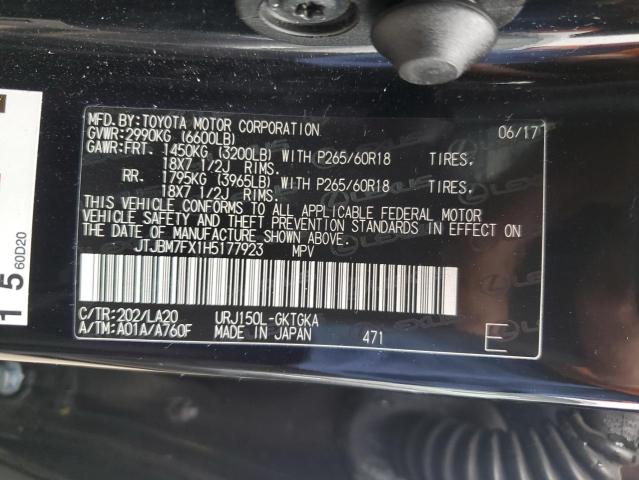 MFD. BY:TOYOTA MOTOR CORPORATION 06/17
GVWR:2990KG (6600LB)
GAWR:FRT. 1450KG (3200LB) WITH P265/60R18 TIRES,
18X7 1/2J RIMS.
RR. 1795KG (3965LB) WITH P265/60R18 TIRES,
18X7 1/2J RIMS.
THIS VEHICLE CONFORMS TO ALL APPLICABLE FEDERAL MOTOR
VEHICLE SAFETY AND THEFT PREVENTION STANDARDS IN EFFECT ON
THE DATE OF MANUFACTURE SHOWN ABOVE.
JTJBM7FX1H5177923 MPV
C/TR:202/LA20 URJ150L-GKTGKA
A/TM:A01A/A760F MADE IN JAPAN 471 E
15
60D20
LEXUS